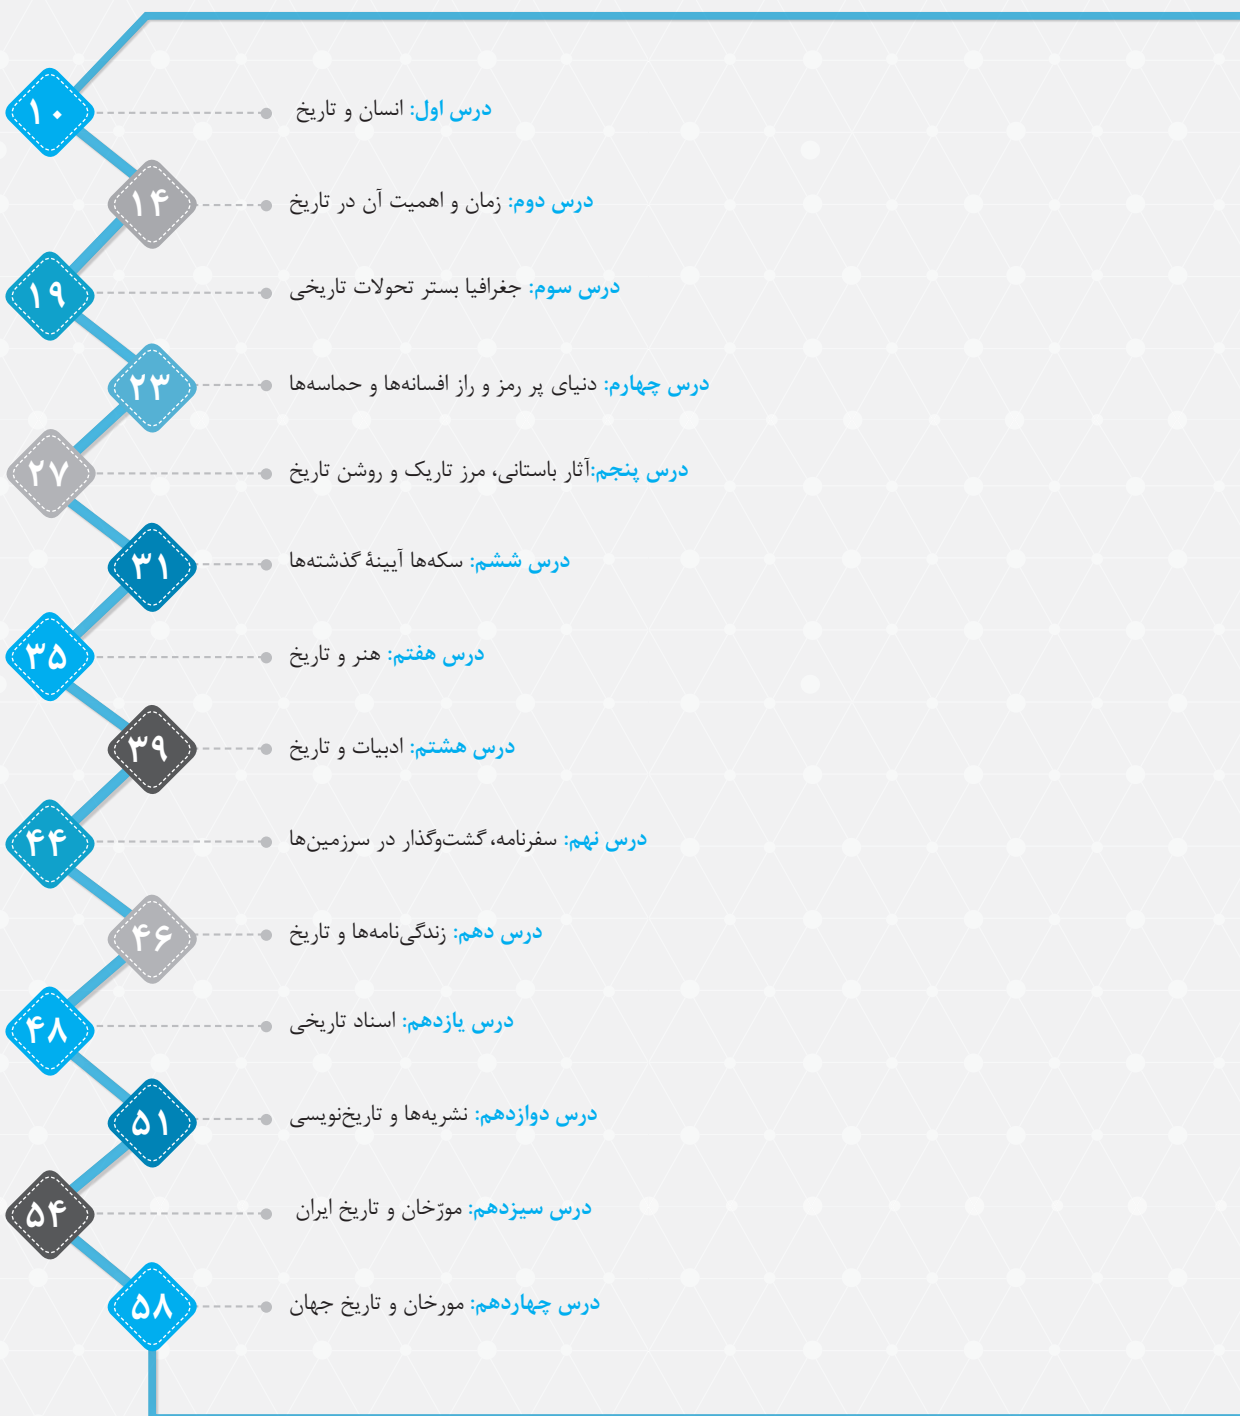 درس اول: انسان و تاریخ ۱۰
درس دوم: زمان و اهمیت آن در تاریخ ۱۴
درس سوم: جغرافیا بستر تحولات تاریخی ۱۹
درس چهارم: دنیای پر رمز و راز افسانه‌ها و حماسه‌ها ۲۳
درس پنجم:آثار باستانی، مرز تاریک و روشن تاریخ ۲۷
درس ششم: سکه‌ها آیینهٔ گذشته‌ها ۳۱
درس هفتم: هنر و تاریخ ۳۵
درس هشتم: ادبیات و تاریخ ۳۹
درس نهم: سفرنامه، گشت‌وگذار در سرزمین‌ها ۴۴
درس دهم: زندگی‌نامه‌ها و تاریخ ۴۶
درس یازدهم: اسناد تاریخی ۴۸
درس دوازدهم: نشریه‌ها و تاریخ‌نویسی ۵۱
درس سیزدهم: مورّخان و تاریخ ایران ۵۴
درس چهاردهم: مورخان و تاریخ جهان ۵۸